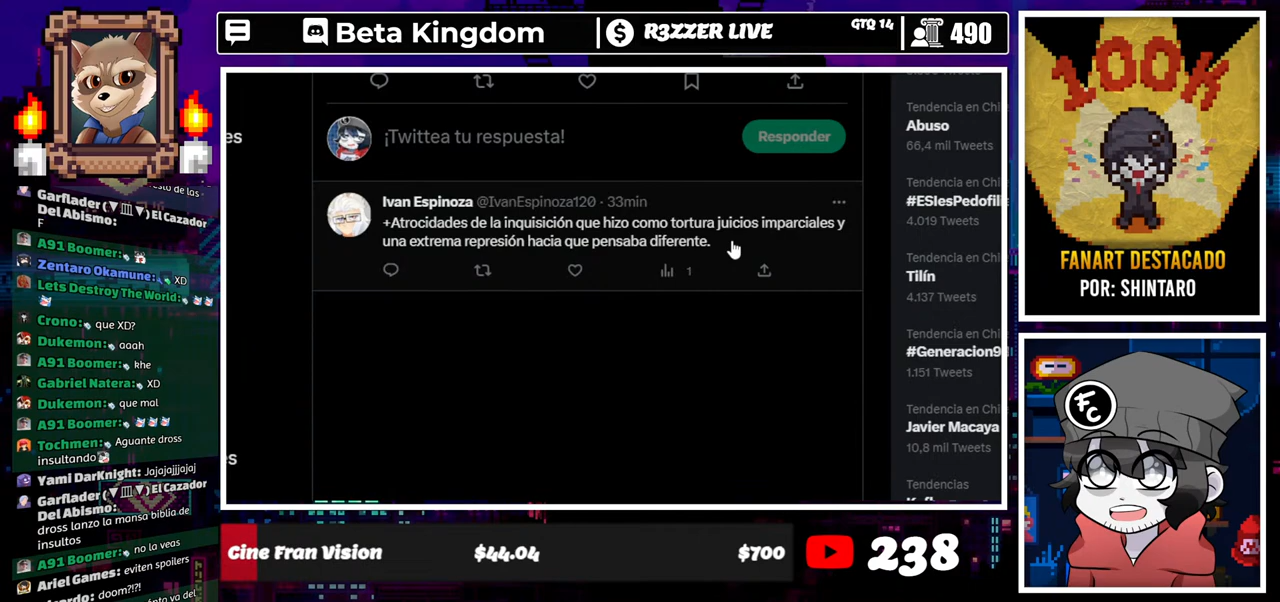 Beta Kingdom
R3ZZER LIVE
GTQ 14
490
100K
FANART DESTACADO
POR: SHINTARO
FC
¡Twittea tu respuesta!
Responder
Ivan Espinoza @IvanEspinoza120 · 33min
+Atrocidades de la inquisición que hizo como tortura juicios imparciales y
una extrema represión hacia que pensaba diferente.
1
es
es
Tendencia en Chi
Abuso
66,4 mil Tweets
Tendencia en Chi
#ESIesPedofili
4.019 Tweets
Tendencia en Chi
Tilín
4.137 Tweets
Tendencia en Chi
#Generacion9
1.151 Tweets
Tendencia en Chi
Javier Macaya
10,8 mil Tweets
Tendencias
Garflader (▼ ▼) El Cazador
Del Abismo:
F
A91 Boomer:
Zentaro Okamune: XD
Lets Destroy The World:
Crono: que XD?
Dukemon: aaah
A91 Boomer: khe
Gabriel Natera: XD
Dukemon: que mal
A91 Boomer:
Tochmen: Aguante dross
insultando
Yami DarKnight: Jajajajjjajaj
Garflader (▼ ▼) El Cazador
Del Abismo:
dross lanzo la mansa biblia de
insultos
A91 Boomer: no la veas
Ariel Games: eviten spoilers
doom?!?!
Cine Fran Vision $44.04 $700
238